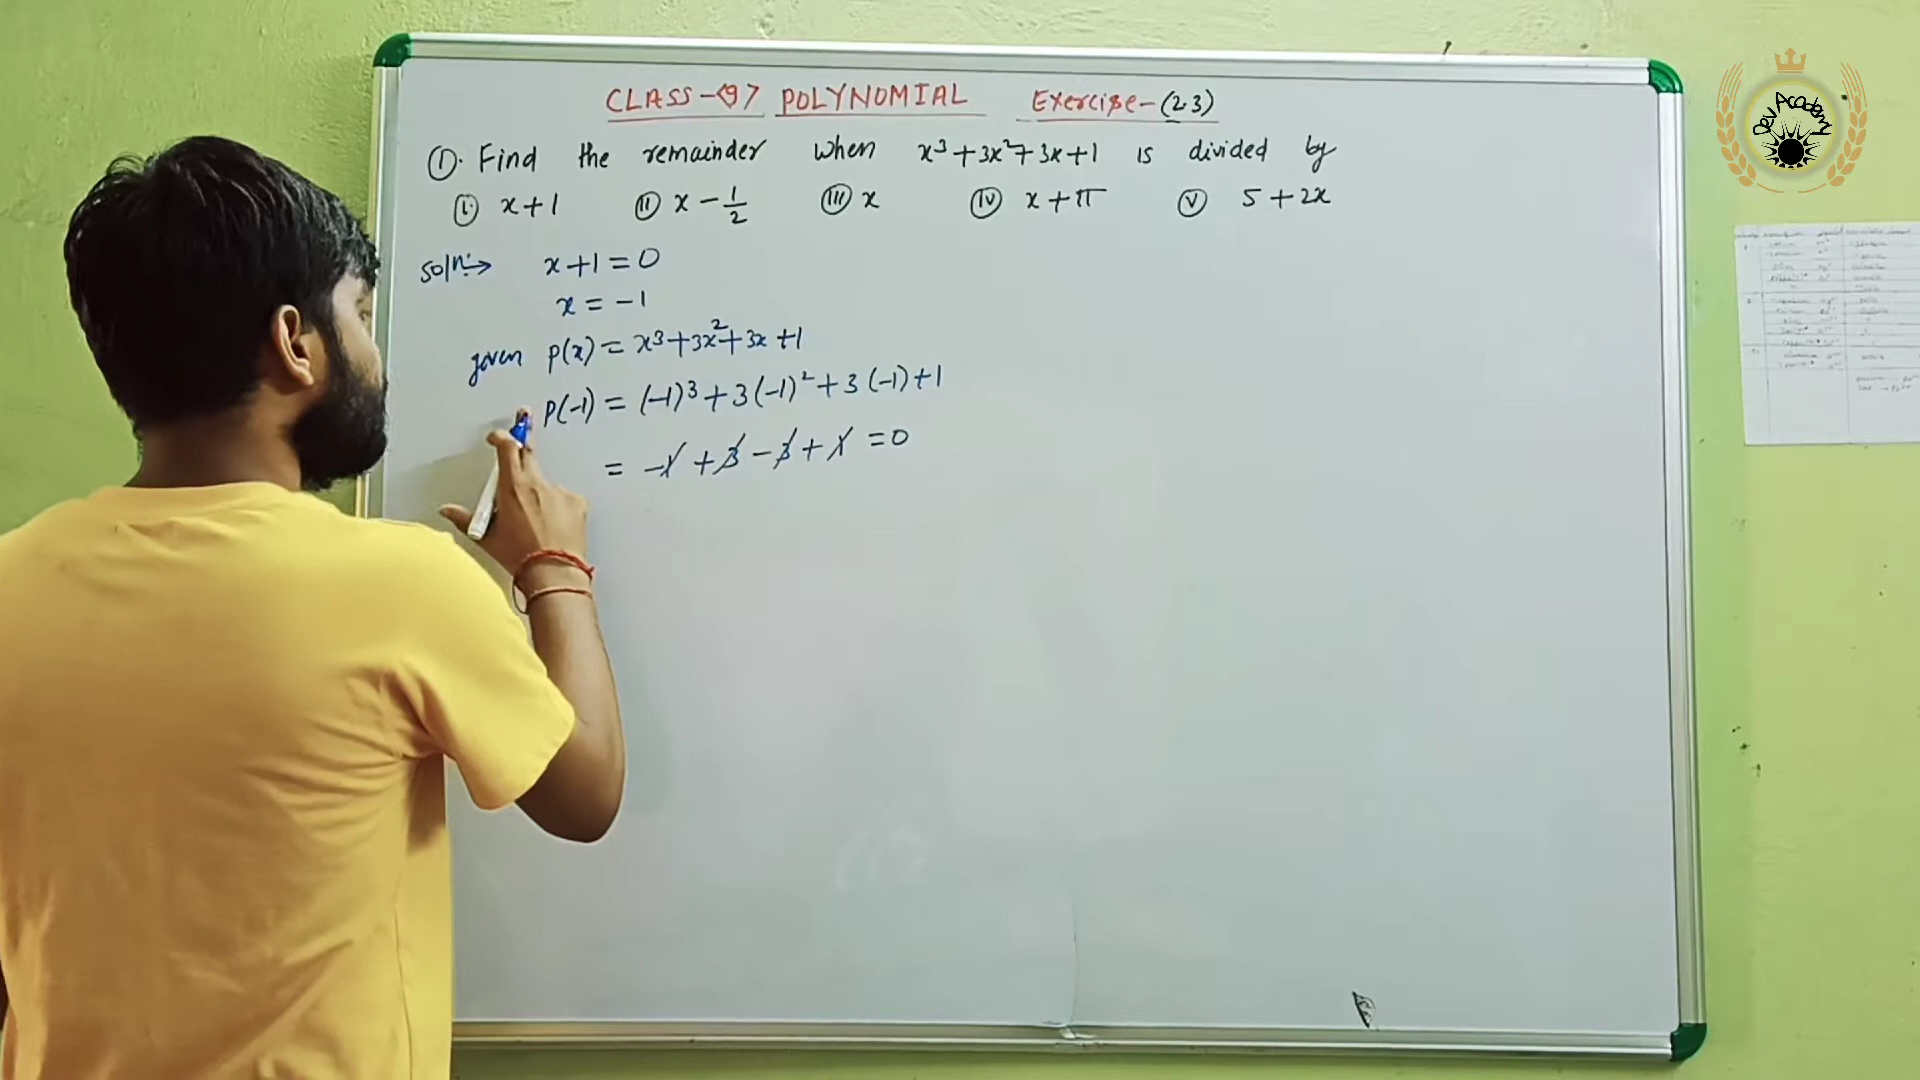 CLASS-<9> POLYNOMIAL Exercise-(2.3)
①. Find the remainder when x³+3x²+3x+1 is divided by
ⓘ x+1 ⓘⓘ x-1/2 ⓘⓘⓘ x ⓘⓥ x+π ⓥ 5+2x
Soln:→ x+1=0
x=-1
given p(x)=x³+3x²+3x+1
p(-1)=(-1)³+3(-1)²+3(-1)+1
= -1+3-3+1 =0
Dev Academy